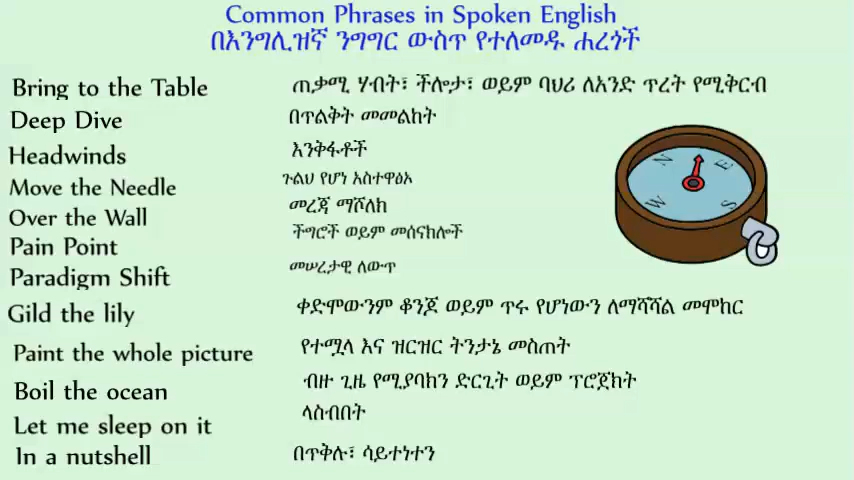 Common Phrases in Spoken English
በእንግሊዝኛ ንግግር ውስጥ የተለመዱ ሐረጎች
Bring to the Table ጠቃሚ ሃብት፣ ችሎታ፣ ወይም ባህሪ ለአንድ ጥረት የሚቅርብ
Deep Dive በጥልቅት መመልከት
Headwinds እንቅፋቶች
Move the Needle ጉልህ የሆነ አስተዋፅኦ
Over the Wall መረጃ ማሾለክ
Pain Point ችግሮች ወይም መሰናክሎች
Paradigm Shift መሠረታዊ ለውጥ
Gild the lily ቀድሞውንም ቆንጆ ወይም ጥሩ የሆነውን ለማሻሻል መሞከር
Paint the whole picture የተሟላ እና ዝርዝር ትንታኔ መስጠት
Boil the ocean ብዙ ጊዜ የሚያባክን ድርጊት ወይም ፕሮጀክት
Let me sleep on it ላስብበት
In a nutshell በጥቅሉ፣ ሳይተነተን
N E
W S